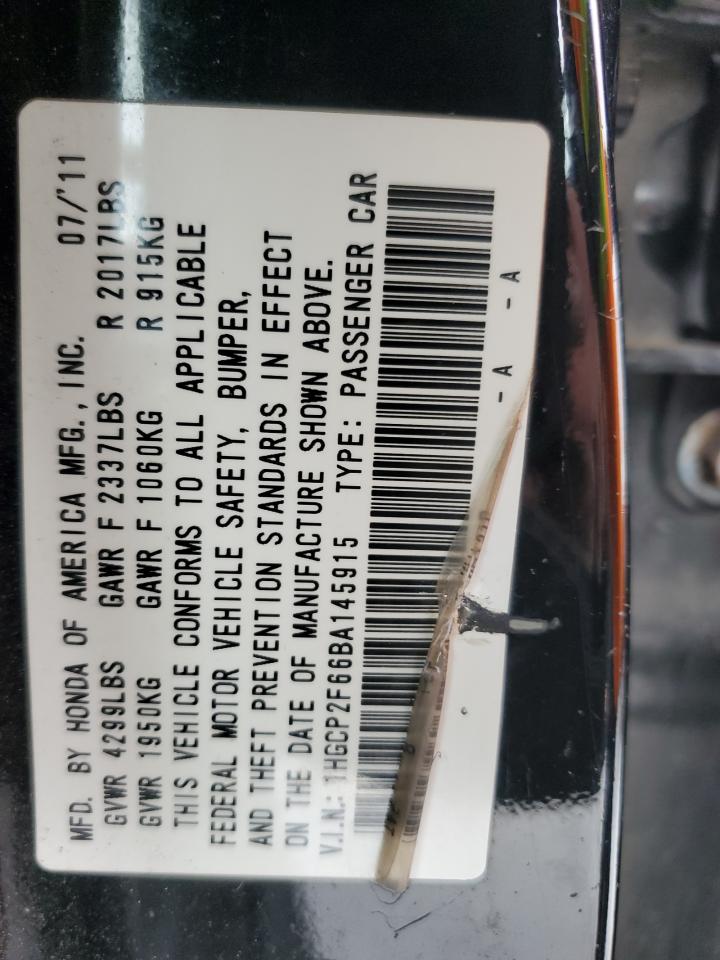 MFD. BY HONDA OF AMERICA MFG., INC. 07/'11
GVWR 4299LBS GAWR F 2337LBS R 2017LBS
GVWR 1950KG GAWR F 1060KG R 915KG
THIS VEHICLE CONFORMS TO ALL APPLICABLE
FEDERAL MOTOR VEHICLE SAFETY, BUMPER,
AND THEFT PREVENTION STANDARDS IN EFFECT
ON THE DATE OF MANUFACTURE SHOWN ABOVE.
V.I.N.: 1HGCP2F66BA145915 TYPE: PASSENGER CAR
- A - A